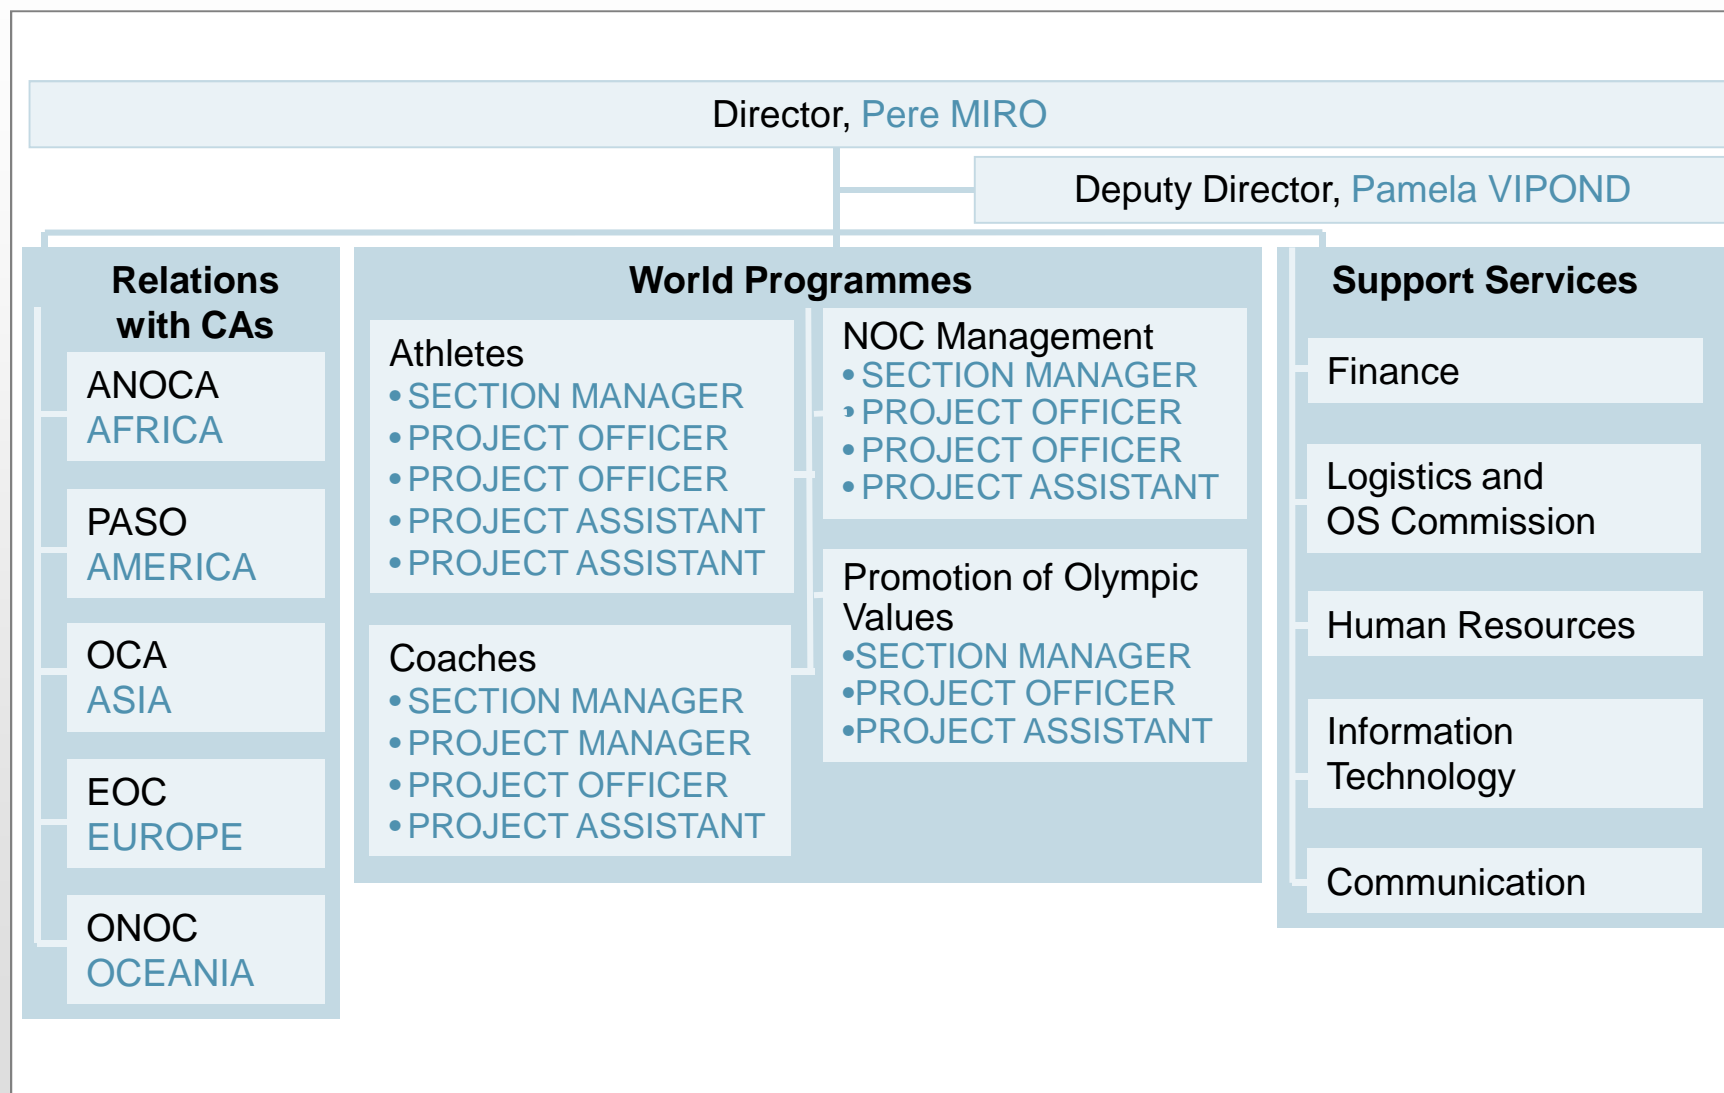 Director, Pere MIRO
Deputy Director, Pamela VIPOND
Relations
with CAs
ANOCA
AFRICA
PASO
AMERICA
OCA
ASIA
EOC
EUROPE
ONOC
OCEANIA
World Programmes
Athletes
• SECTION MANAGER
• PROJECT OFFICER
• PROJECT OFFICER
• PROJECT ASSISTANT
• PROJECT ASSISTANT
Coaches
• SECTION MANAGER
• PROJECT MANAGER
• PROJECT OFFICER
• PROJECT ASSISTANT
NOC Management
• SECTION MANAGER
• PROJECT OFFICER
• PROJECT OFFICER
• PROJECT ASSISTANT
Promotion of Olympic
Values
•SECTION MANAGER
•PROJECT OFFICER
•PROJECT ASSISTANT
Support Services
Finance
Logistics and
OS Commission
Human Resources
Information
Technology
Communication